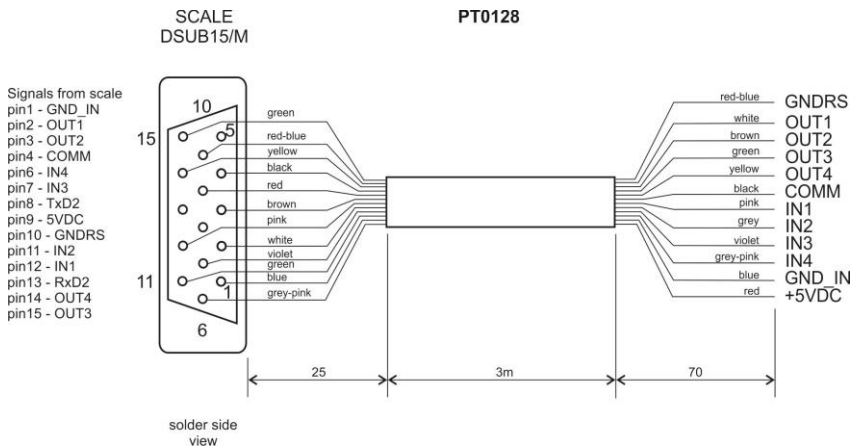 SCALE
DSUB15/M
PT0128
Signals from scale
pin1 - GND_IN
pin2 - OUT1
pin3 - OUT2
pin4 - COMM
pin6 - IN4
pin7 - IN3
pin8 - TxD2
pin9 - 5VDC
pin10 - GNDRS
pin11 - IN2
pin12 - IN1
pin13 - RxD2
pin14 - OUT4
pin15 - OUT3
10
15
5
11
1
6
green
red-blue
yellow
black
red
brown
pink
white
violet
green
blue
grey-pink
red-blue GNDRS
white OUT1
brown OUT2
green OUT3
yellow OUT4
black COMM
pink IN1
grey IN2
violet IN3
grey-pink IN4
blue GND_IN
red +5VDC
25
3m
70
solder side
view